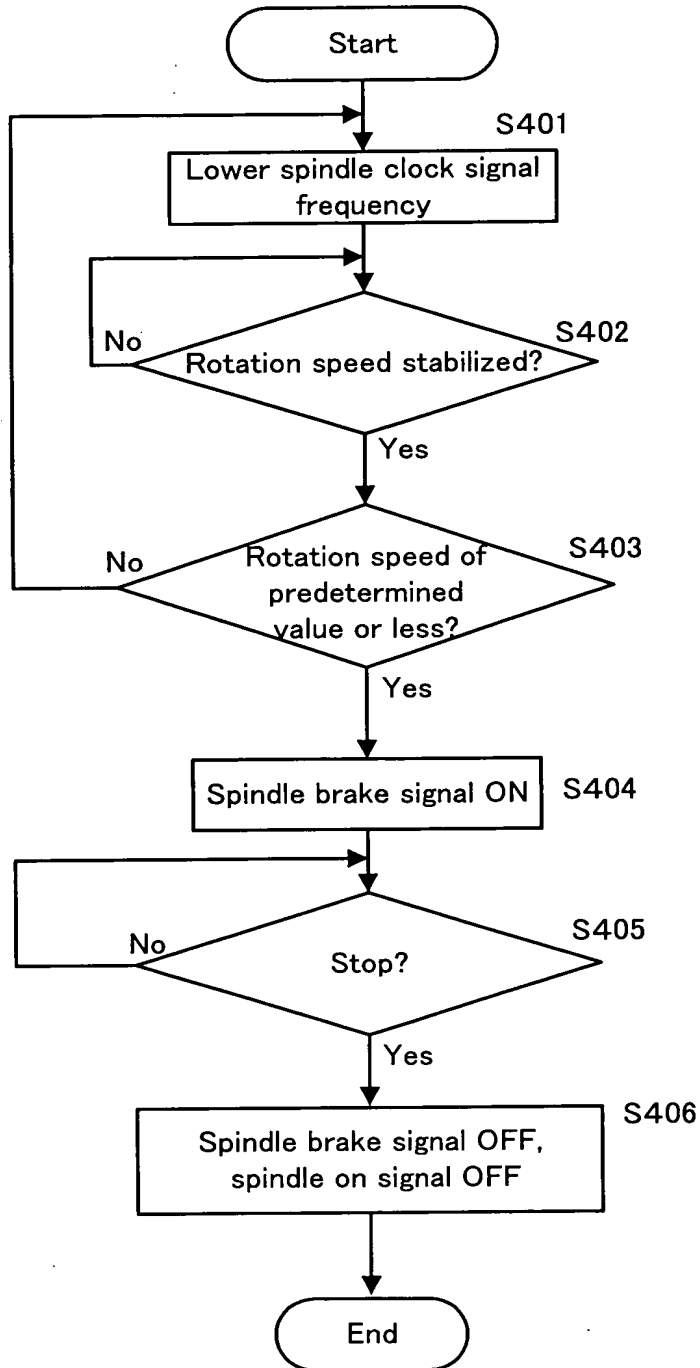 Start
S401
Lower spindle clock signal
frequency
No
S402
Rotation speed stabilized?
Yes
No
S403
Rotation speed of
predetermined
value or less?
Yes
Spindle brake signal ON
S404
No
S405
Stop?
Yes
S406
Spindle brake signal OFF,
spindle on signal OFF
End